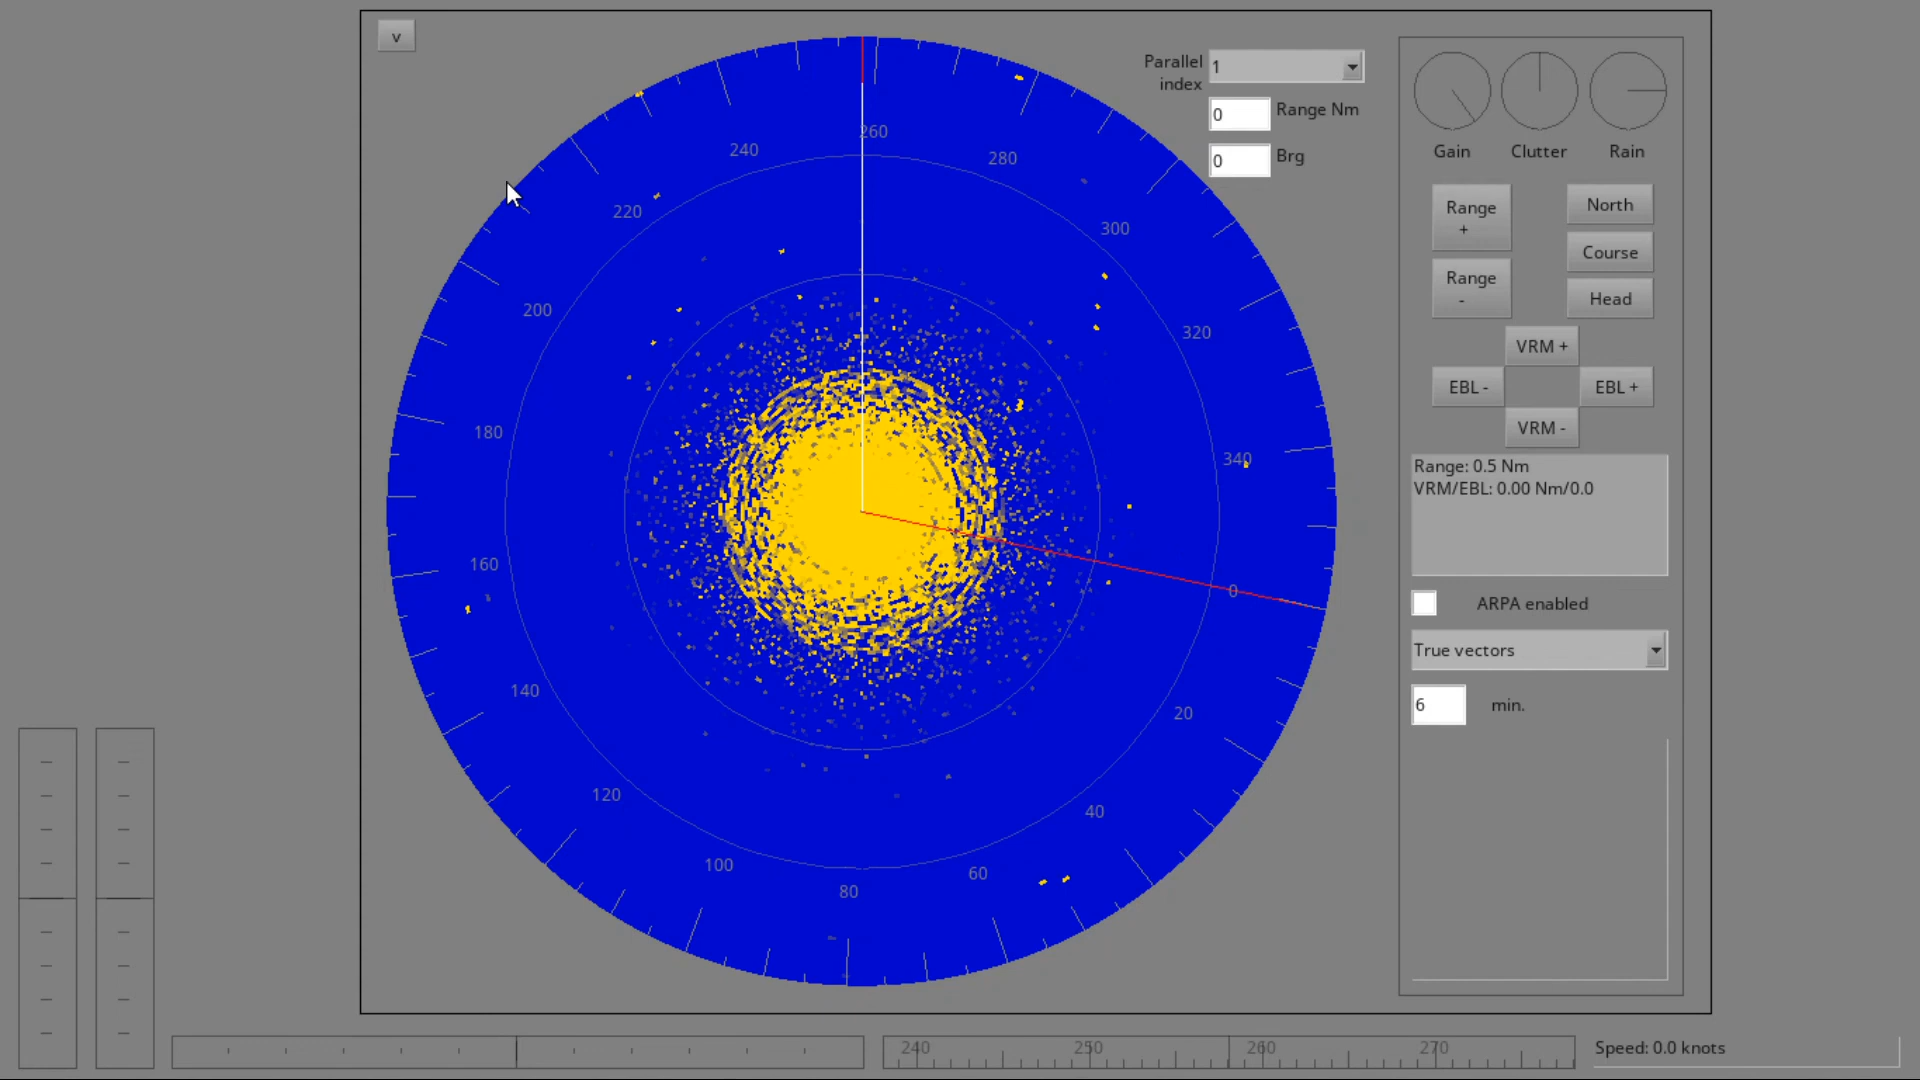 v
Parallel index
1
0 Range Nm
0 Brg
Gain Clutter Rain
Range +
Range -
North
Course
Head
VRM +
EBL -
EBL +
VRM -
Range: 0.5 Nm
VRM/EBL: 0.00 Nm/0.0
ARPA enabled
True vectors
6 min.
260
280
300
320
340
0
20
40
60
80
100
120
140
160
180
200
220
240
240 250 260 270
Speed: 0.0 knots